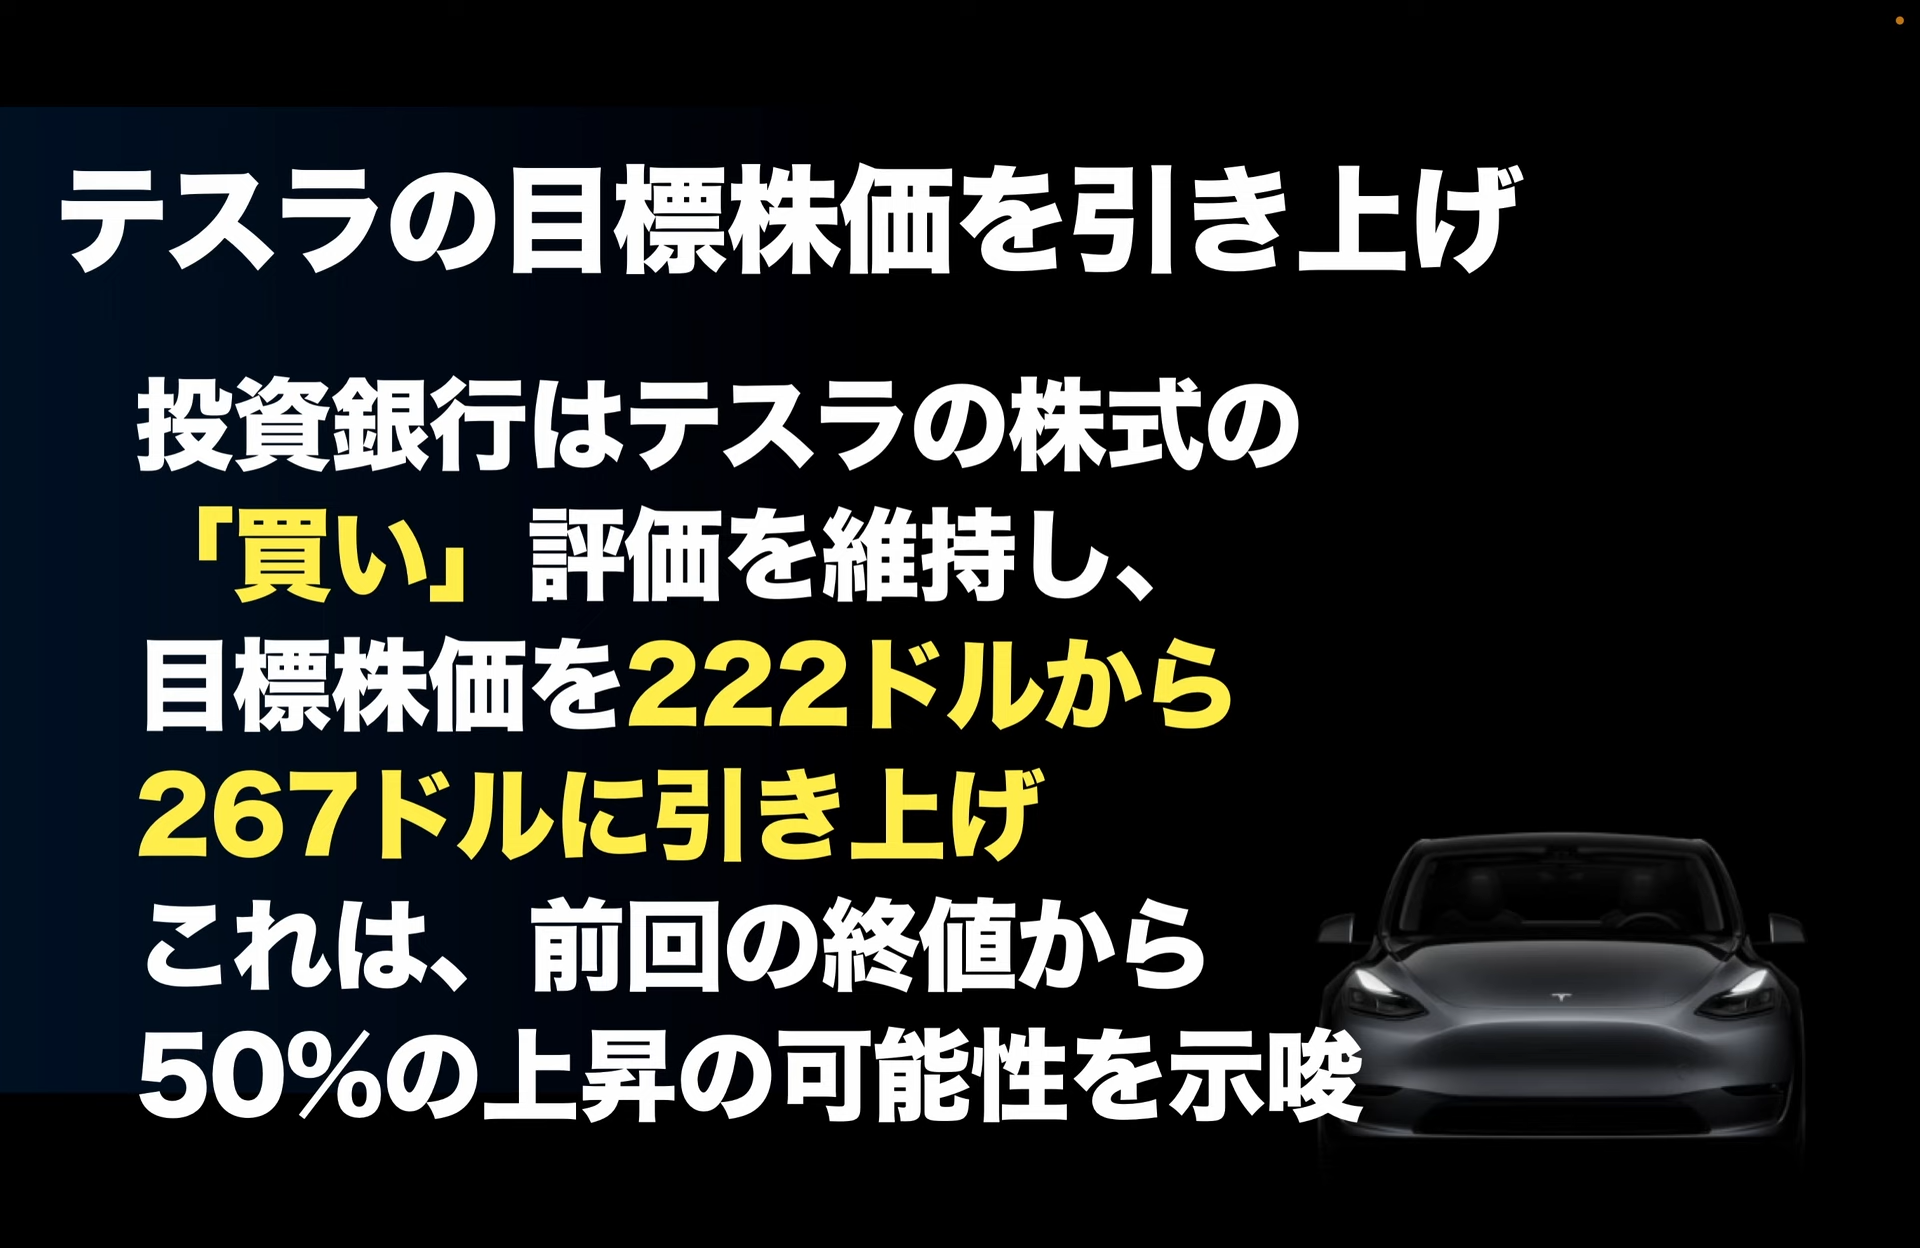 テスラの目標株価を引き上げ
投資銀行はテスラの株式の
「買い」評価を維持し、
目標株価を222ドルから
267ドルに引き上げ
これは、前回の終値から
50%の上昇の可能性を示唆